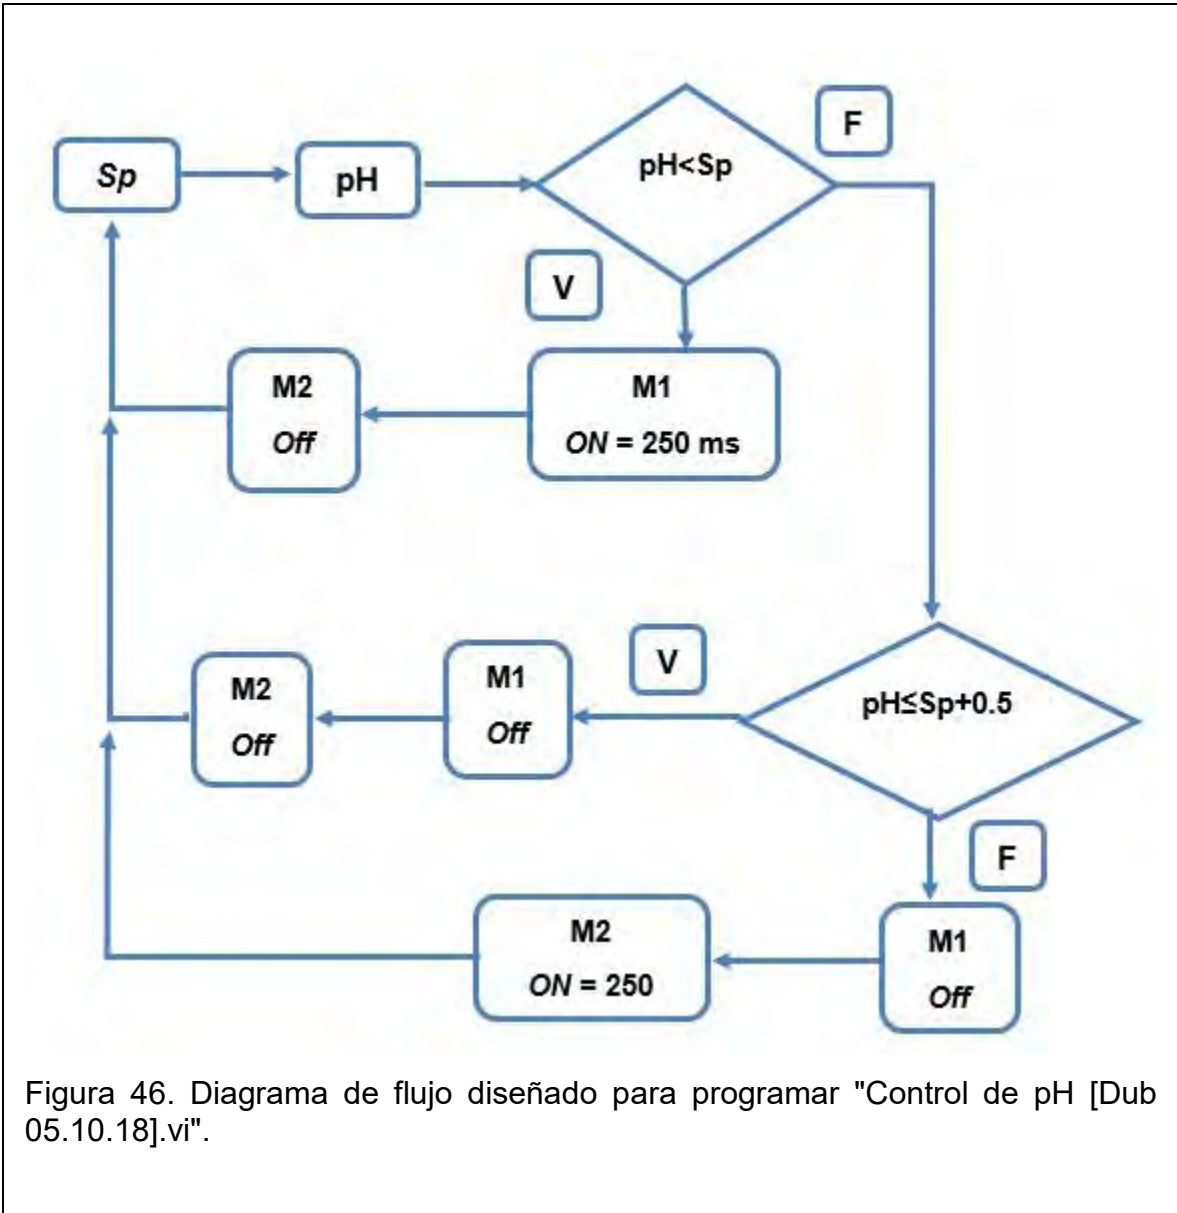 Sp
pH
pH<Sp
F
V
M1
ON = 250 ms
M2
Off
pH≤Sp+0.5
V
M1
Off
M2
Off
F
M1
Off
M2
ON = 250
Figura 46. Diagrama de flujo diseñado para programar "Control de pH [Dub
05.10.18].vi".